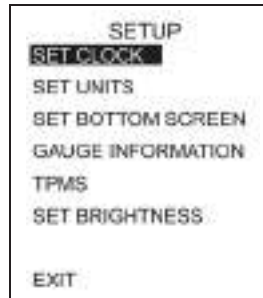 SETUP
SET CLOCK
SET UNITS
SET BOTTOM SCREEN
GAUGE INFORMATION
TPMS
SET BRIGHTNESS
EXIT